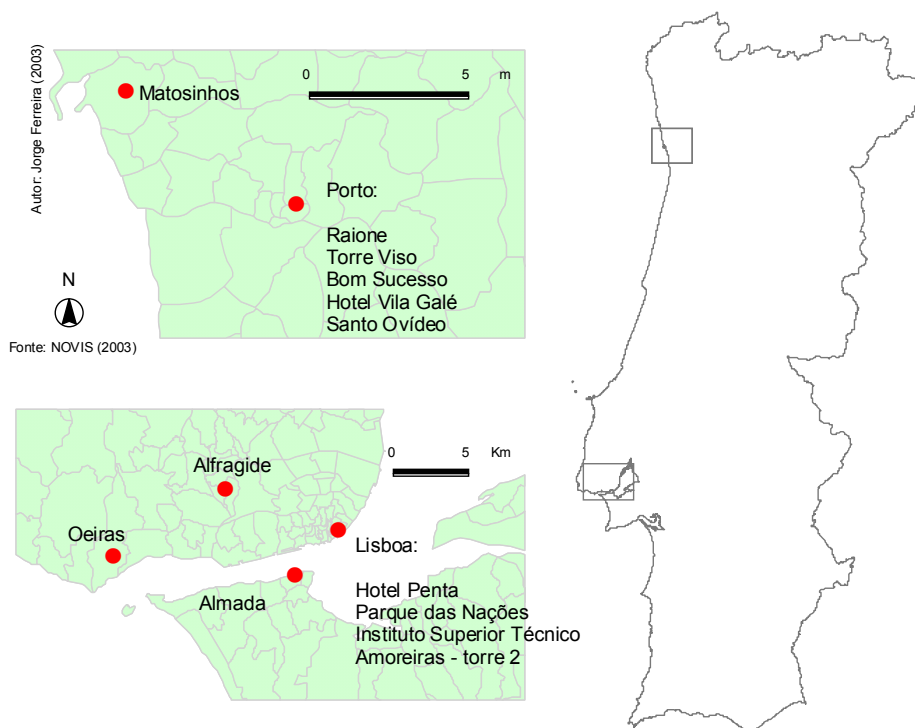 Autor: Jorge Ferreira (2003)
0 5 m
Matosinhos
Porto:
Raione
Torre Viso
Bom Sucesso
Hotel Vila Galé
Santo Ovídeo
N
Fonte: NOVIS (2003)
0 5 Km
Alfragide
Oeiras
Lisboa:
Almada
Hotel Penta
Parque das Nações
Instituto Superior Técnico
Amoreiras - torre 2